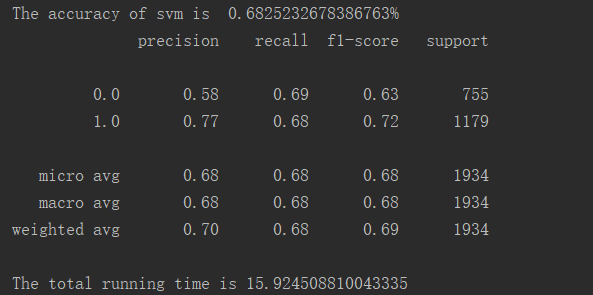 The accuracy of svm is  0.6825232678386763%
precision    recall  f1-score   support
0.0       0.58      0.69      0.63       755
1.0       0.77      0.68      0.72      1179
micro avg       0.68      0.68      0.68      1934
macro avg       0.68      0.68      0.68      1934
weighted avg       0.70      0.68      0.69      1934
The total running time is 15.924508810043335